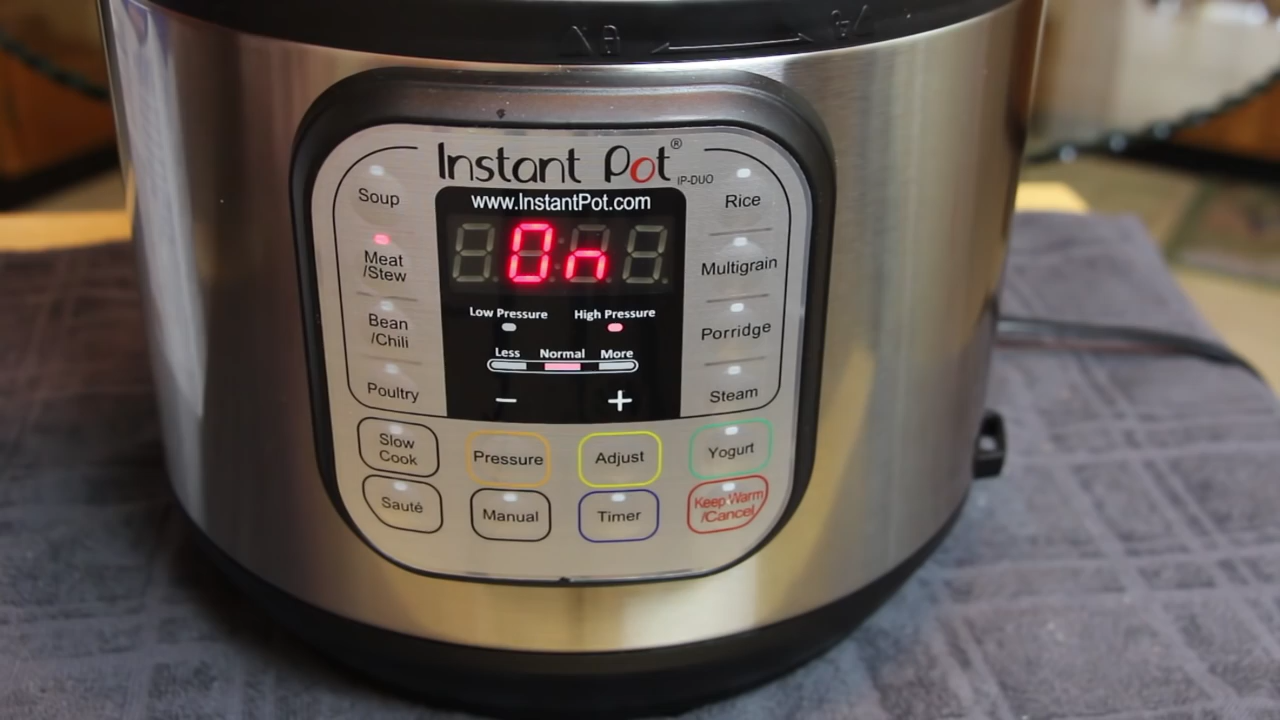 Instant Pot®
IP-DUO
www.InstantPot.com
On
Low Pressure High Pressure
Less Normal More
− +
Soup
Meat
/Stew
Bean
/Chili
Poultry
Rice
Multigrain
Porridge
Steam
Slow
Cook
Pressure
Adjust
Yogurt
Sauté
Manual
Timer
Keep Warm
/Cancel